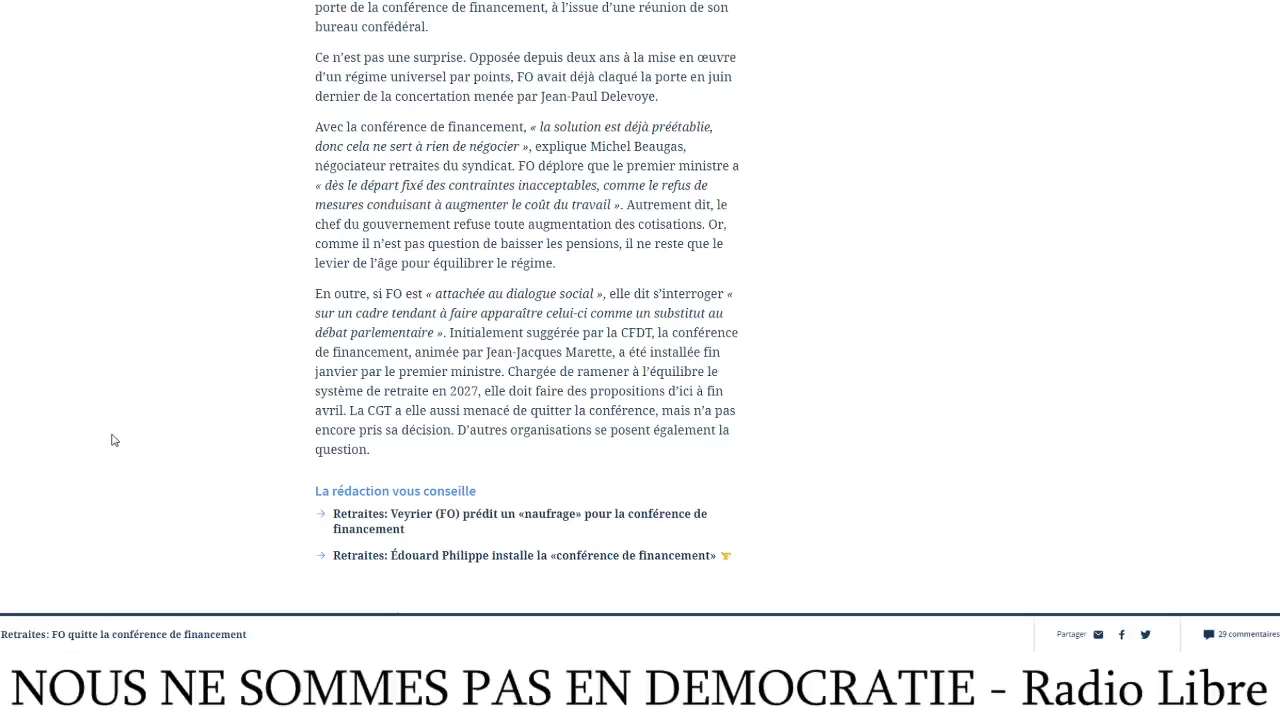 porte de la conférence de financement, à l’issue d’une réunion de son
bureau confédéral.
Ce n’est pas une surprise. Opposée depuis deux ans à la mise en œuvre
d’un régime universel par points, FO avait déjà claqué la porte en juin
dernier de la concertation menée par Jean-Paul Delevoye.
Avec la conférence de financement, « la solution est déjà préétablie,
donc cela ne sert à rien de négocier », explique Michel Beaugas,
négociateur retraites du syndicat. FO déplore que le premier ministre a
« dès le départ fixé des contraintes inacceptables, comme le refus de
mesures conduisant à augmenter le coût du travail ». Autrement dit, le
chef du gouvernement refuse toute augmentation des cotisations. Or,
comme il n’est pas question de baisser les pensions, il ne reste que le
levier de l’âge pour équilibrer le régime.
En outre, si FO est « attachée au dialogue social », elle dit s’interroger «
sur un cadre tendant à faire apparaître celui-ci comme un substitut au
débat parlementaire ». Initialement suggérée par la CFDT, la conférence
de financement, animée par Jean-Jacques Marette, a été installée fin
janvier par le premier ministre. Chargée de ramener à l’équilibre le
système de retraite en 2027, elle doit faire des propositions d’ici à fin
avril. La CGT a elle aussi menacé de quitter la conférence, mais n’a pas
encore pris sa décision. D’autres organisations se posent également la
question.
La rédaction vous conseille
Retraites: Veyrier (FO) prédit un «naufrage» pour la conférence de
financement
Retraites: Édouard Philippe installe la «conférence de financement»
Retraites: FO quitte la conférence de financement
Partager
29 commentaires
NOUS NE SOMMES PAS EN DEMOCRATIE - Radio Libre